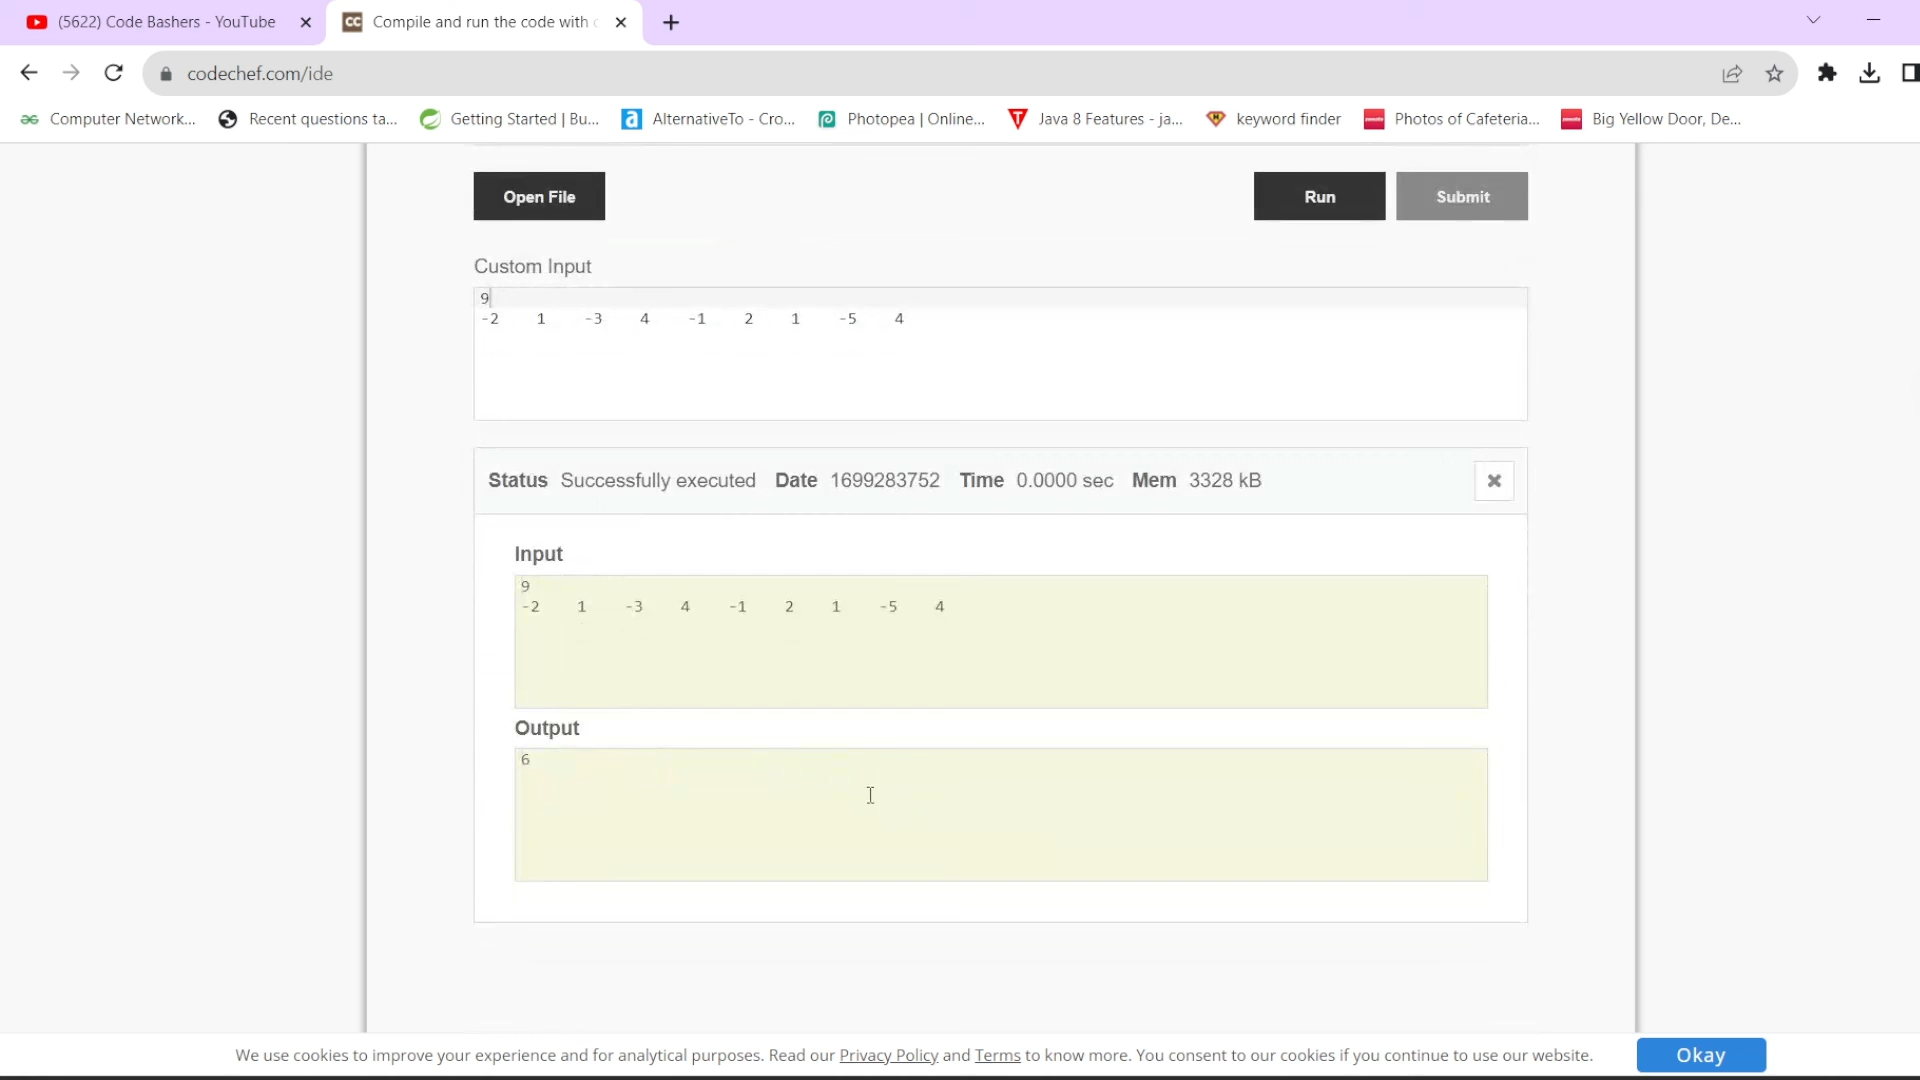 (5622) Code Bashers - YouTube
CC Compile and run the code with
codechef.com/ide
Computer Network... Recent questions ta... Getting Started | Bu... a AlternativeTo - Cro... Photopea | Online... T Java 8 Features - ja... H keyword finder Photos of Cafeteria... Big Yellow Door, De...
Open File Run Submit
Custom Input
9
-2 1 -3 4 -1 2 1 -5 4
Status Successfully executed Date 1699283752 Time 0.0000 sec Mem 3328 kB
Input
9
-2 1 -3 4 -1 2 1 -5 4
Output
6
We use cookies to improve your experience and for analytical purposes. Read our Privacy Policy and Terms to know more. You consent to our cookies if you continue to use our website. Okay